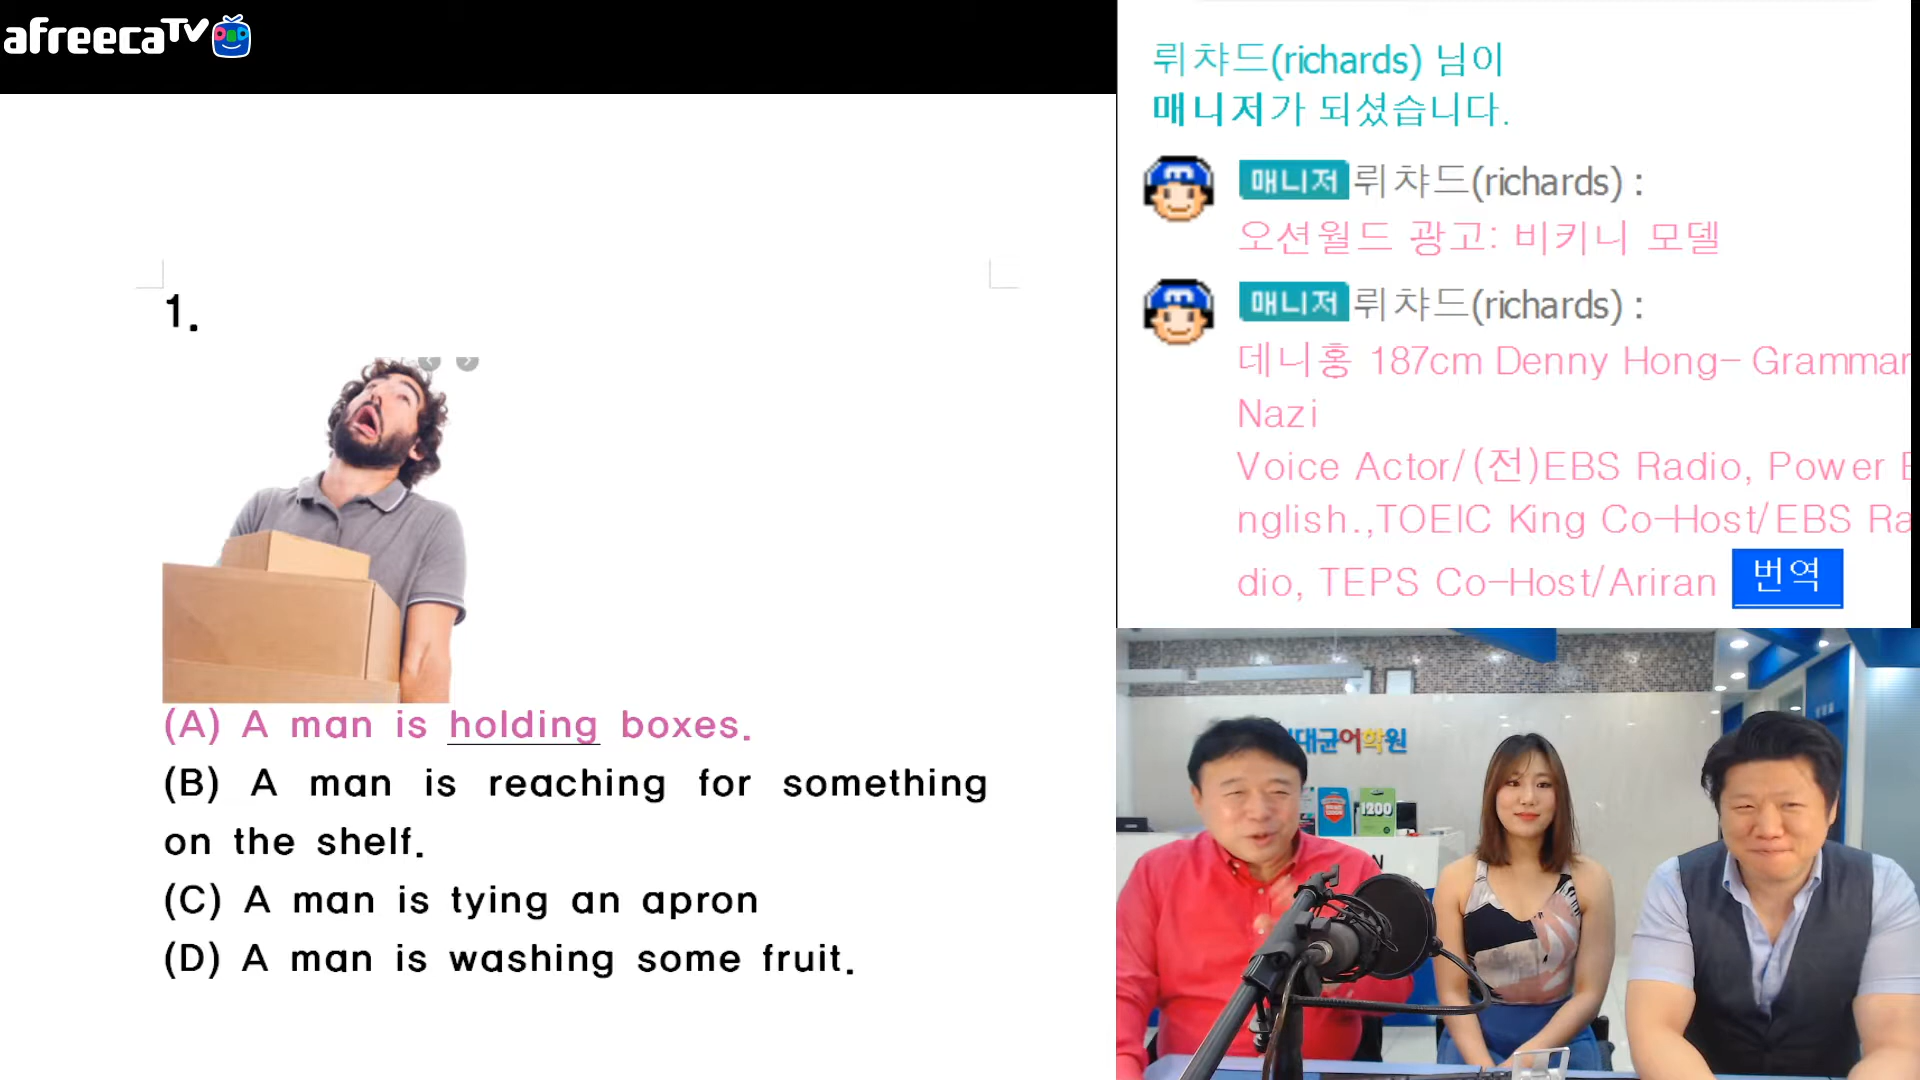 afreecaTV
1.
(A) A man is holding boxes.
(B) A man is reaching for something
on the shelf.
(C) A man is tying an apron
(D) A man is washing some fruit.
뤼챠드(richards) 님이
매니저가 되셨습니다.
매니저 뤼챠드(richards) :
오션월드 광고: 비키니 모델
매니저 뤼챠드(richards) :
데니홍 187cm Denny Hong- Grammar
Nazi
Voice Actor/(전)EBS Radio, Power E
nglish.,TOEIC King Co-Host/EBS Ra
dio, TEPS Co-Host/Ariran 번역
대균어학원
1200
N